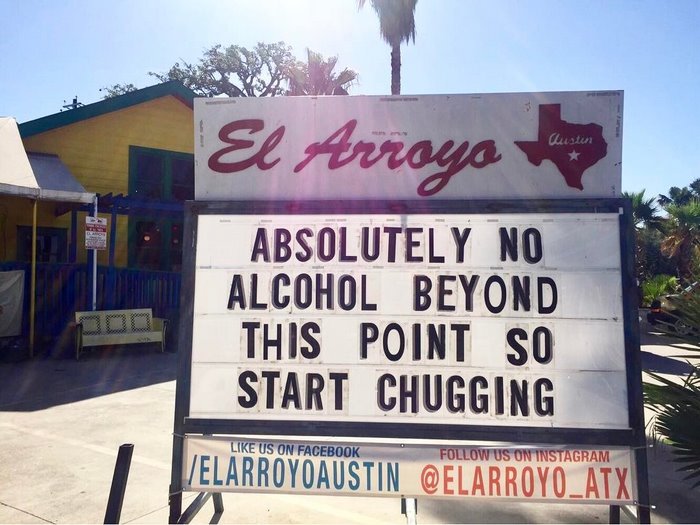 El Arroyo
Austin
ABSOLUTELY NO
ALCOHOL BEYOND
THIS POINT SO
START CHUGGING
LIKE US ON FACEBOOK
/ELARROYOAUSTIN
FOLLOW US ON INSTAGRAM
@ELARROYO_ATX